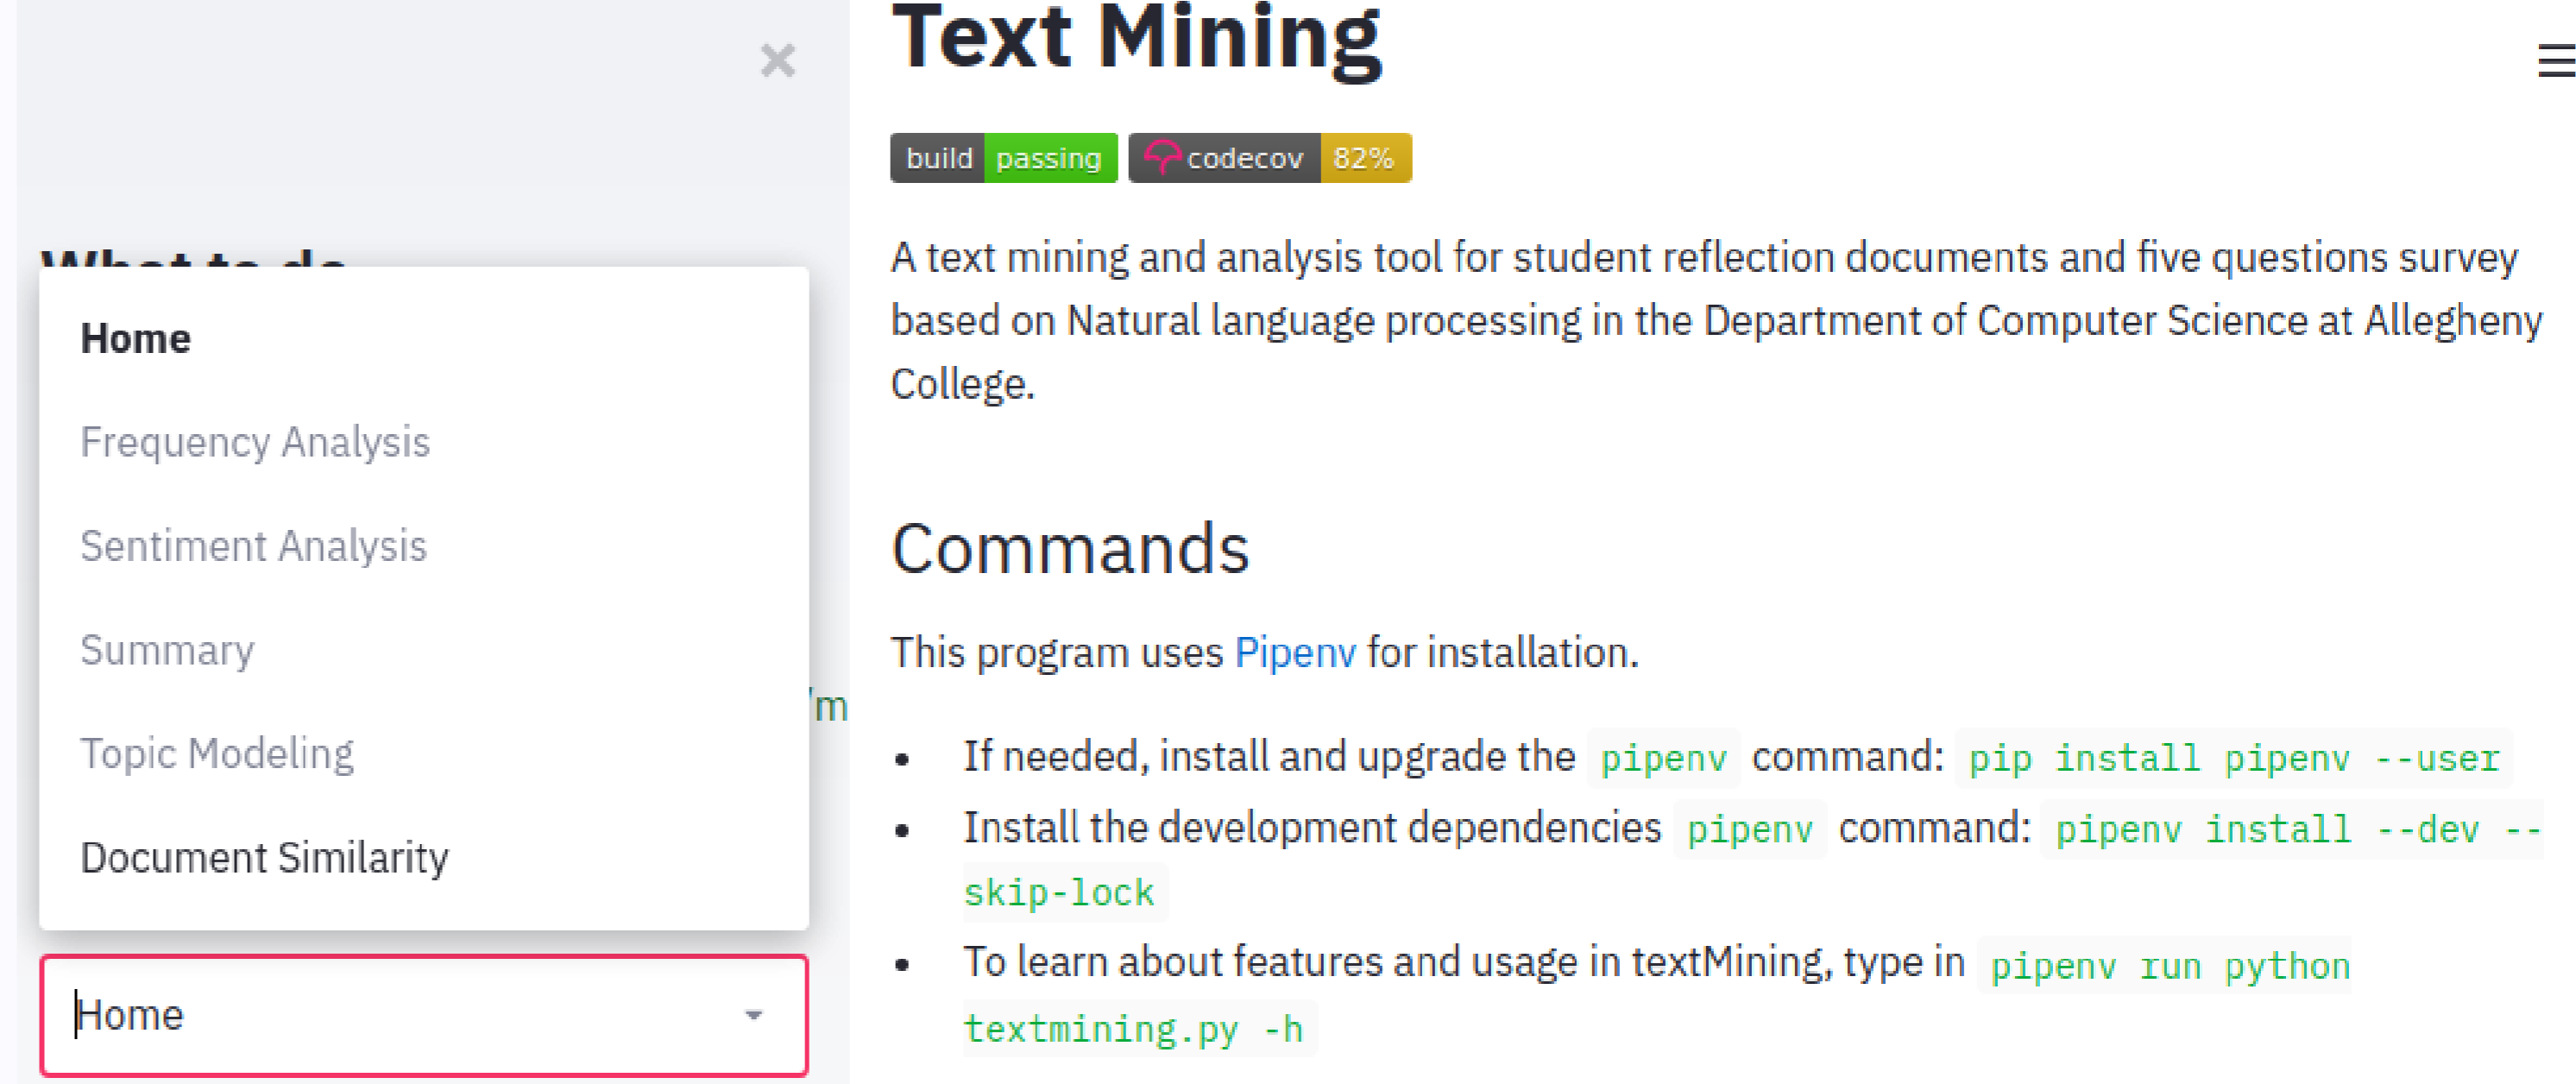 What to do
Home
Frequency Analysis
Sentiment Analysis
Summary
Topic Modeling
Document Similarity
'm
Home
Text Mining
build passing codecov 82%
A text mining and analysis tool for student reflection documents and five questions survey
based on Natural language processing in the Department of Computer Science at Allegheny
College.
Commands
This program uses Pipenv for installation.
• If needed, install and upgrade the pipenv command: pip install pipenv --user
• Install the development dependencies pipenv command: pipenv install --dev --
skip-lock
• To learn about features and usage in textMining, type in pipenv run python
textmining.py -h